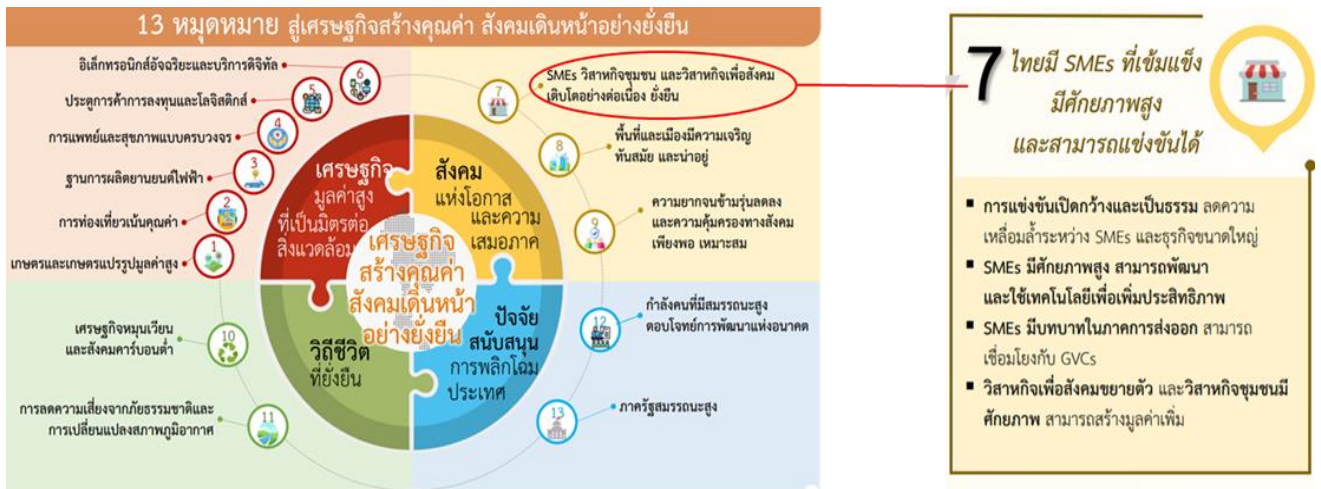 13 หมุดหมาย สู่เศรษฐกิจสร้างคุณค่า สังคมเดินหน้าอย่างยั่งยืน
อิเล็กทรอนิกส์อัจฉริยะและบริการดิจิทัล
6
ประตูการค้าการลงทุนและโลจิสติกส์
5
การแพทย์และสุขภาพแบบครบวงจร
4
ฐานการผลิตยานยนต์ไฟฟ้า
3
การท่องเที่ยวเน้นคุณค่า
2
เกษตรและเกษตรแปรรูปมูลค่าสูง
1
เศรษฐกิจ
มูลค่าสูง
ที่เป็นมิตรต่อ
สิ่งแวดล้อม
สังคม
แห่งโอกาส
และความ
เสมอภาค
เศรษฐกิจ
สร้างคุณค่า
สังคมเดินหน้า
อย่างยั่งยืน
วิถีชีวิต
ที่ยั่งยืน
ปัจจัย
สนับสนุน
การพลิกโฉม
ประเทศ
7
SMEs วิสาหกิจชุมชน และวิสาหกิจเพื่อสังคม
เติบโตอย่างต่อเนื่อง ยั่งยืน
8
พื้นที่และเมืองมีความเจริญ
ทันสมัย และน่าอยู่
9
ความยากจนข้ามรุ่นลดลง
และความคุ้มครองทางสังคม
เพียงพอ เหมาะสม
เศรษฐกิจหมุนเวียน
และสังคมคาร์บอนต่ำ
10
การลดความเสี่ยงจากภัยธรรมชาติและ
การเปลี่ยนแปลงสภาพภูมิอากาศ
11
12
กำลังคนที่มีสมรรถนะสูง
ตอบโจทย์การพัฒนาแห่งอนาคต
13
ภาครัฐสมรรถนะสูง
7 ไทยมี SMEs ที่เข้มแข็ง
มีศักยภาพสูง
และสามารถแข่งขันได้
▪ การแข่งขันเปิดกว้างและเป็นธรรม ลดความ
เหลื่อมล้ำระหว่าง SMEs และธุรกิจขนาดใหญ่
▪ SMEs มีศักยภาพสูง สามารถพัฒนา
และใช้เทคโนโลยีเพื่อเพิ่มประสิทธิภาพ
▪ SMEs มีบทบาทในภาคการส่งออก สามารถ
เชื่อมโยงกับ GVCs
▪ วิสาหกิจเพื่อสังคมขยายตัว และวิสาหกิจชุมชนมี
ศักยภาพ สามารถสร้างมูลค่าเพิ่ม